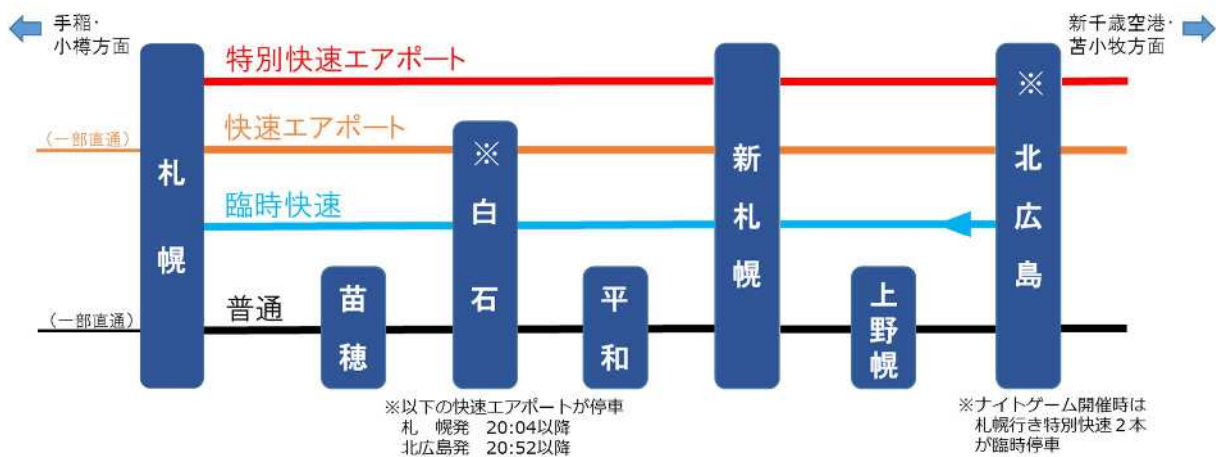 手稲・
小樽方面
新千歳空港・
苫小牧方面
特別快速エアポート
（一部直通）
快速エアポート
臨時快速
（一部直通）
普通
札幌
苗穂
※白石
平和
新札幌
上野幌
※北広島
※以下の快速エアポートが停車
札　幌発　20:04以降
北広島発　20:52以降
※ナイトゲーム開催時は
札幌行き特別快速２本
が臨時停車